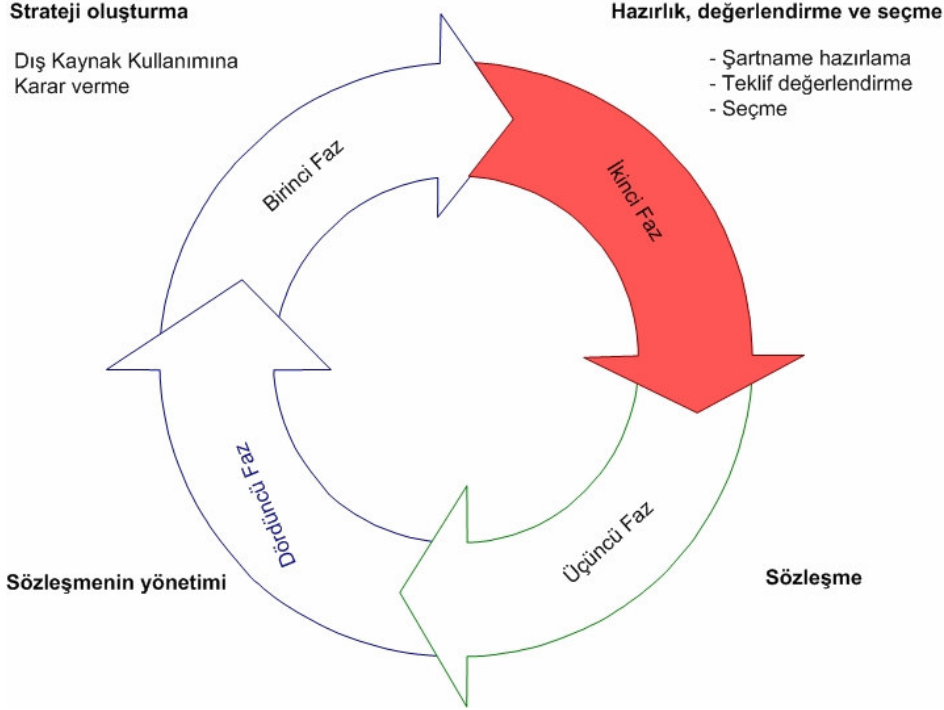 Strateji oluşturma
Dış Kaynak Kullanımına
Karar verme
Hazırlık, değerlendirme ve seçme
- Şartname hazırlama
- Teklif değerlendirme
- Seçme
Birinci Faz
İkinci Faz
Üçüncü Faz
Sözleşme
Dördüncü Faz
Sözleşmenin yönetimi